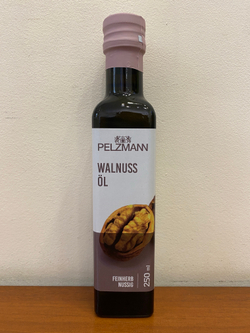 PELZMANN
WALNUSS
ÖL
FEINHERB
NUSSIG
250 ml